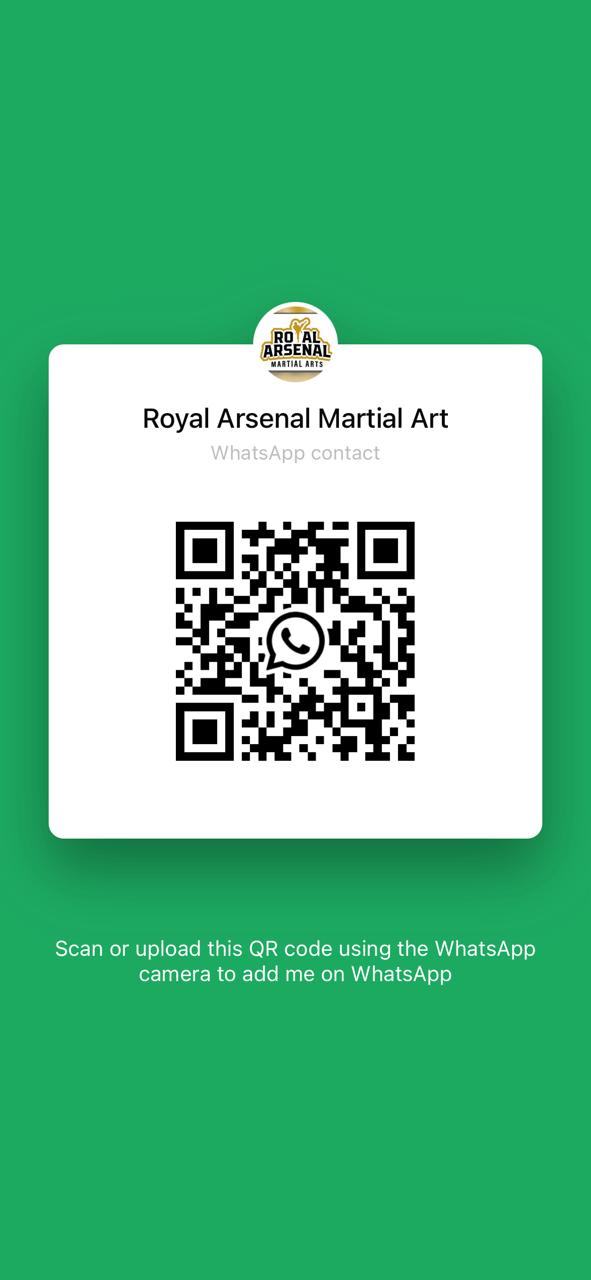 ROYAL
ARSENAL
MARTIAL ARTS
Royal Arsenal Martial Art
WhatsApp contact
Scan or upload this QR code using the WhatsApp
camera to add me on WhatsApp